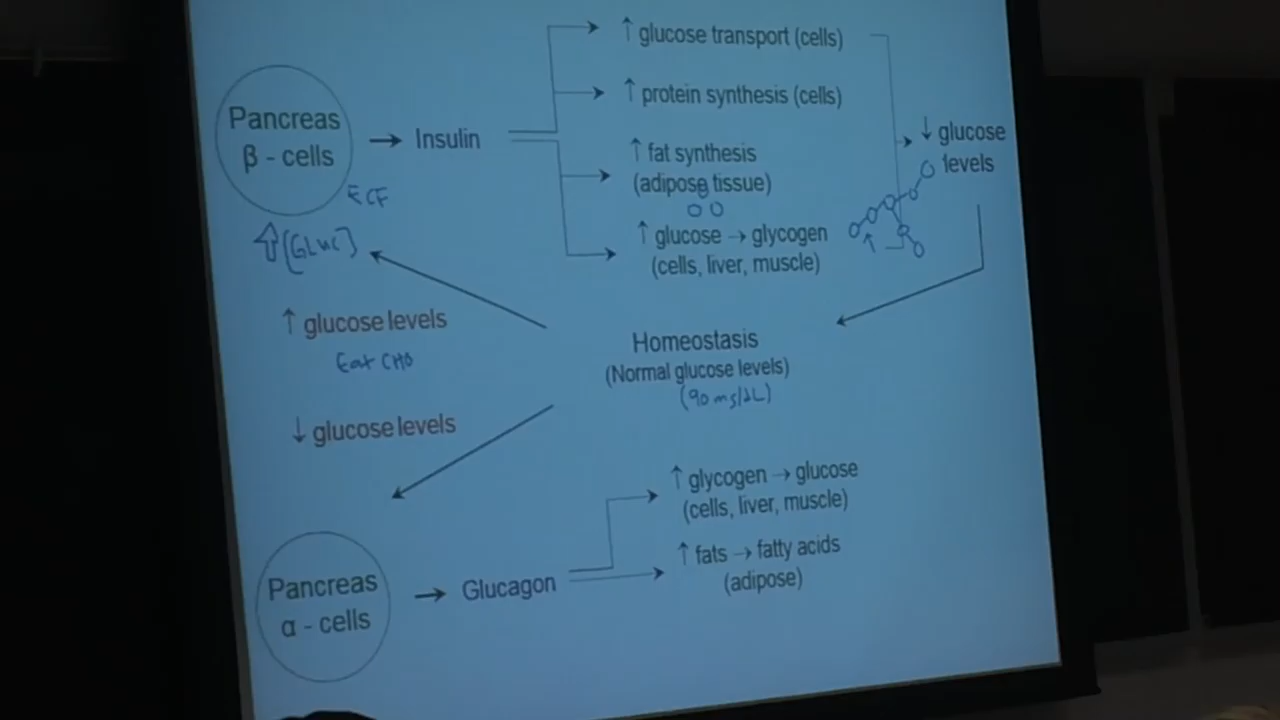 ↑ glucose transport (cells)
Pancreas
β - cells
→ Insulin
↑ protein synthesis (cells)
↑ fat synthesis
(adipose tissue)
↑ glucose → glycogen
(cells, liver, muscle)
↓ glucose
levels
ECF
⇧ [GLUC]
↑ glucose levels
Eat CHO
Homeostasis
(Normal glucose levels)
(90 mg/dL)
↓ glucose levels
Pancreas
α - cells
→ Glucagon
↑ glycogen → glucose
(cells, liver, muscle)
↑ fats → fatty acids
(adipose)